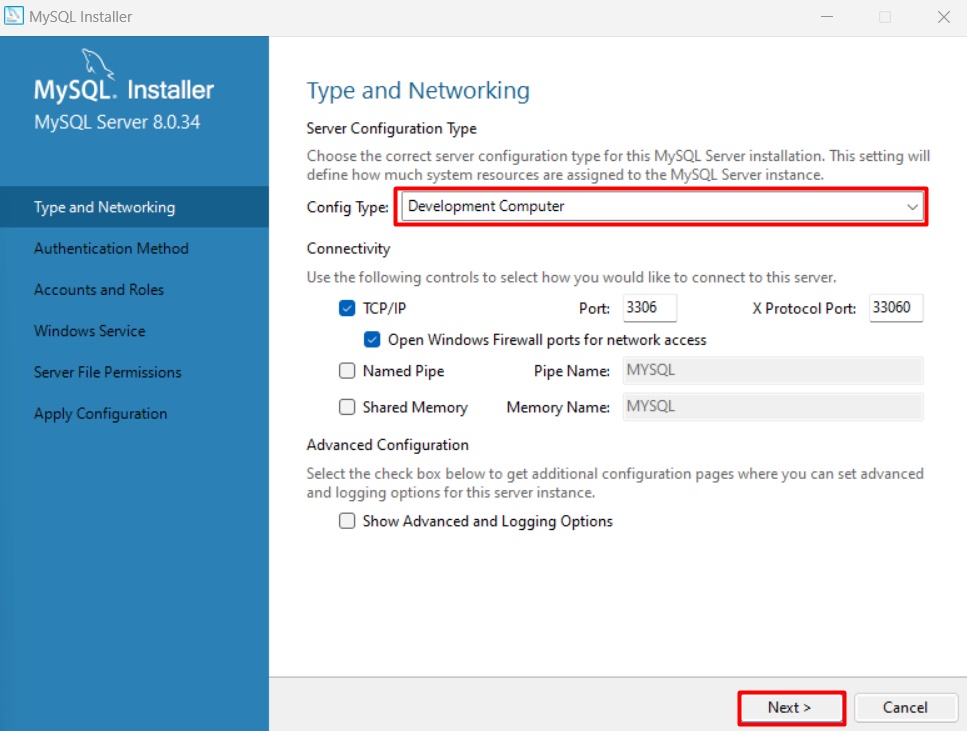 MySQL Installer
MySQL. Installer
MySQL Server 8.0.34
Type and Networking
Authentication Method
Accounts and Roles
Windows Service
Server File Permissions
Apply Configuration
Type and Networking
Server Configuration Type
Choose the correct server configuration type for this MySQL Server installation. This setting will
define how much system resources are assigned to the MySQL Server instance.
Config Type: Development Computer
Connectivity
Use the following controls to select how you would like to connect to this server.
TCP/IP Port: 3306 X Protocol Port: 33060
Open Windows Firewall ports for network access
Named Pipe Pipe Name: MYSQL
Shared Memory Memory Name: MYSQL
Advanced Configuration
Select the check box below to get additional configuration pages where you can set advanced
and logging options for this server instance.
Show Advanced and Logging Options
Next > Cancel